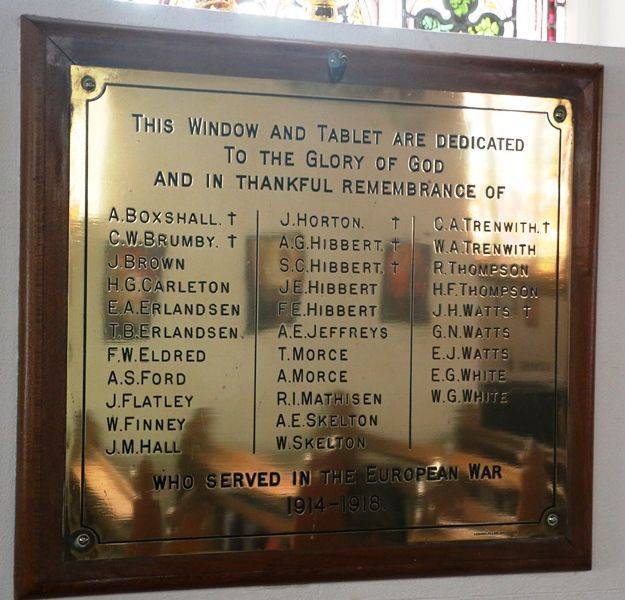 This Window and Tablet are dedicated
To the Glory of God
and in thankful remembrance of
A. Boxshall. †
C.W. Brumby. †
J. Brown
H.G. Carleton
E.A. Erlandsen
T.B. Erlandsen.
F.W. Eldred
A.S. Ford
J. Flatley
W. Finney
J.M. Hall
J. Horton. †
A.G. Hibbert. †
S.C. Hibbert. †
J.E. Hibbert
F.E. Hibbert
A.E. Jeffreys
T. Morce
A. Morce
R.I. Mathisen
A.E. Skelton
W. Skelton
C.A. Trenwith. †
W.A. Trenwith
R. Thompson
H.F. Thompson
J.H. Watts †
G.N. Watts
E.J. Watts
E.G. White
W.G. White
who served in the European War
1914-1918.